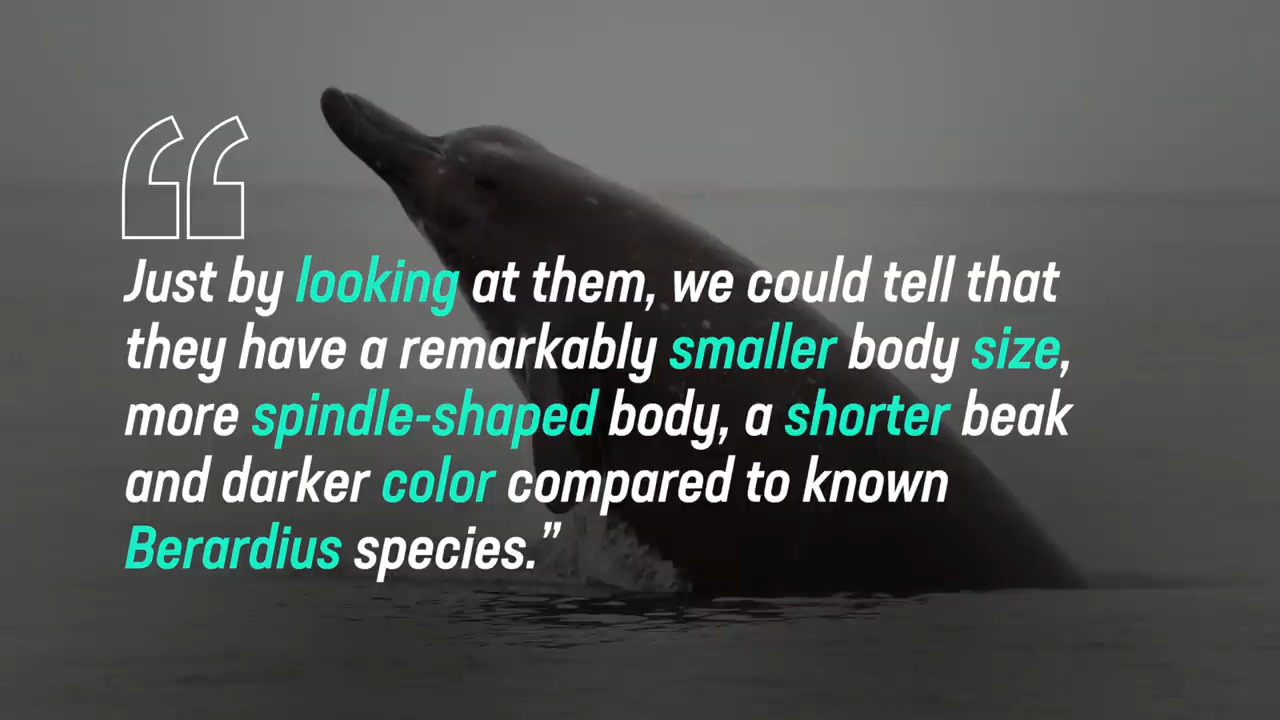 “
Just by looking at them, we could tell that
they have a remarkably smaller body size,
more spindle-shaped body, a shorter beak
and darker color compared to known
Berardius species.”